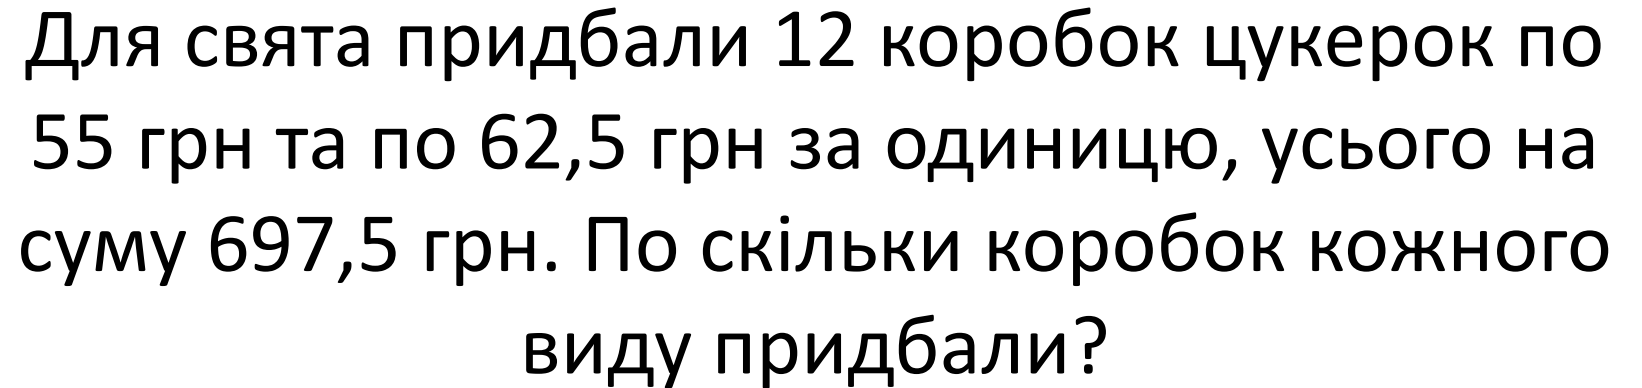 Для свята придбали 12 коробок цукерок по
55 грн та по 62,5 грн за одиницю, усього на
суму 697,5 грн. По скільки коробок кожного
виду придбали?